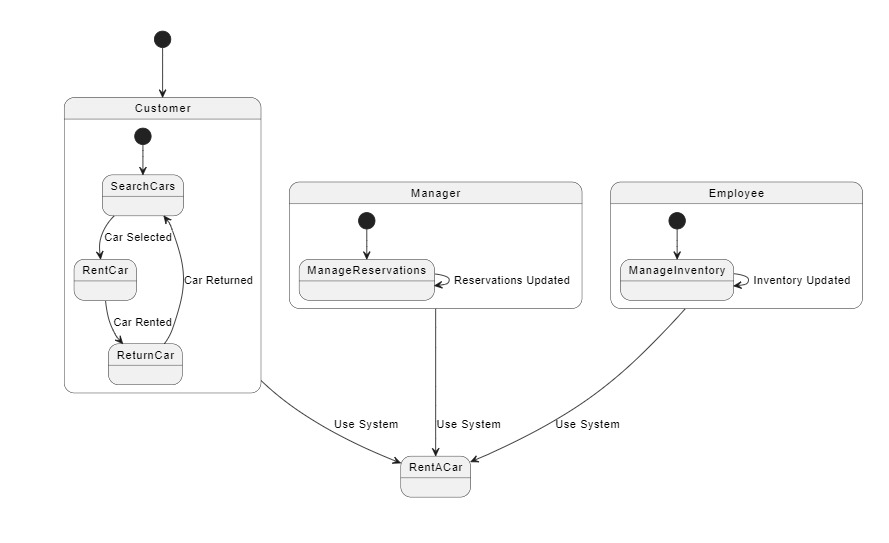 Customer
SearchCars
Car Selected
RentCar
Car Returned
Car Rented
ReturnCar
Manager
ManageReservations
Reservations Updated
Employee
ManageInventory
Inventory Updated
Use System
Use System
Use System
RentACar